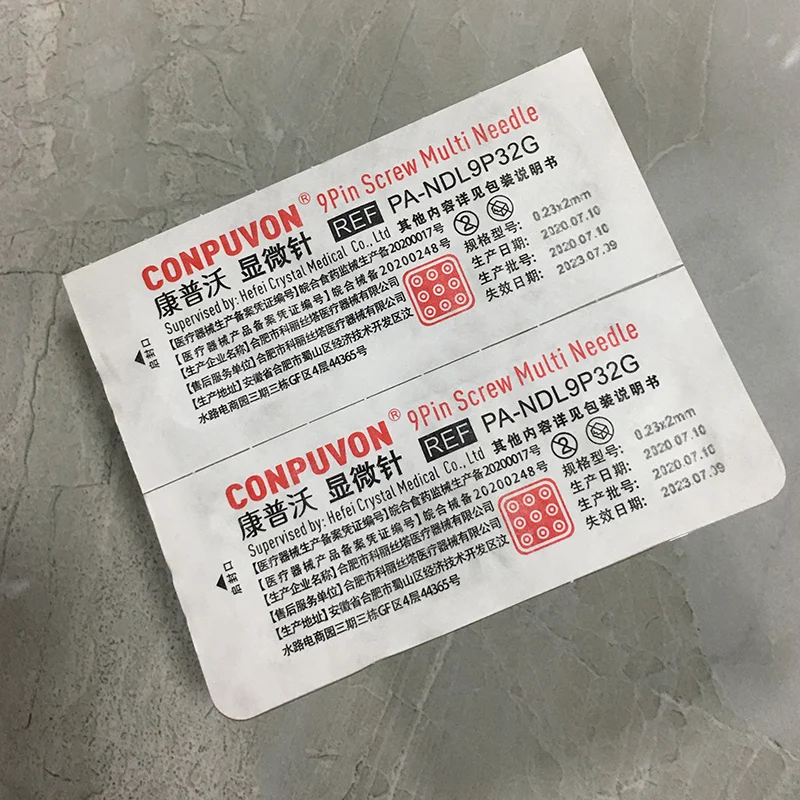 CONPUVON® 9Pin Screw Multi Needle
康普沃 显微针 REF PA-NDL9P32G
Supervised by: Hefei Crystal Medical Co., Ltd 其他内容详见包装说明书
【医疗器械生产备案凭证编号】皖合食药监械生产备20200017号
【医疗器械产品备案凭证编号】皖合械备20200248号
【生产企业名称】合肥市科丽丝塔医疗器械有限公司
【售后服务单位】合肥市科丽丝塔医疗器械有限公司
【生产地址】安徽省合肥市蜀山区经济技术开发区汶
水路电商园三期三栋GF区4层44365号
规格型号: 0.23x2mm
生产日期: 2020.07.10
生产批号: 2020.07.10
失效日期: 2023.07.09
启封口
CONPUVON® 9Pin Screw Multi Needle
康普沃 显微针 REF PA-NDL9P32G
Supervised by: Hefei Crystal Medical Co., Ltd 其他内容详见包装说明书
【医疗器械生产备案凭证编号】皖合食药监械生产备20200017号
【医疗器械产品备案凭证编号】皖合械备20200248号
【生产企业名称】合肥市科丽丝塔医疗器械有限公司
【售后服务单位】合肥市科丽丝塔医疗器械有限公司
【生产地址】安徽省合肥市蜀山区经济技术开发区汶
水路电商园三期三栋GF区4层44365号
规格型号: 0.23x2mm
生产日期: 2020.07.10
生产批号: 2020.07.10
失效日期: 2023.07.09
启封口